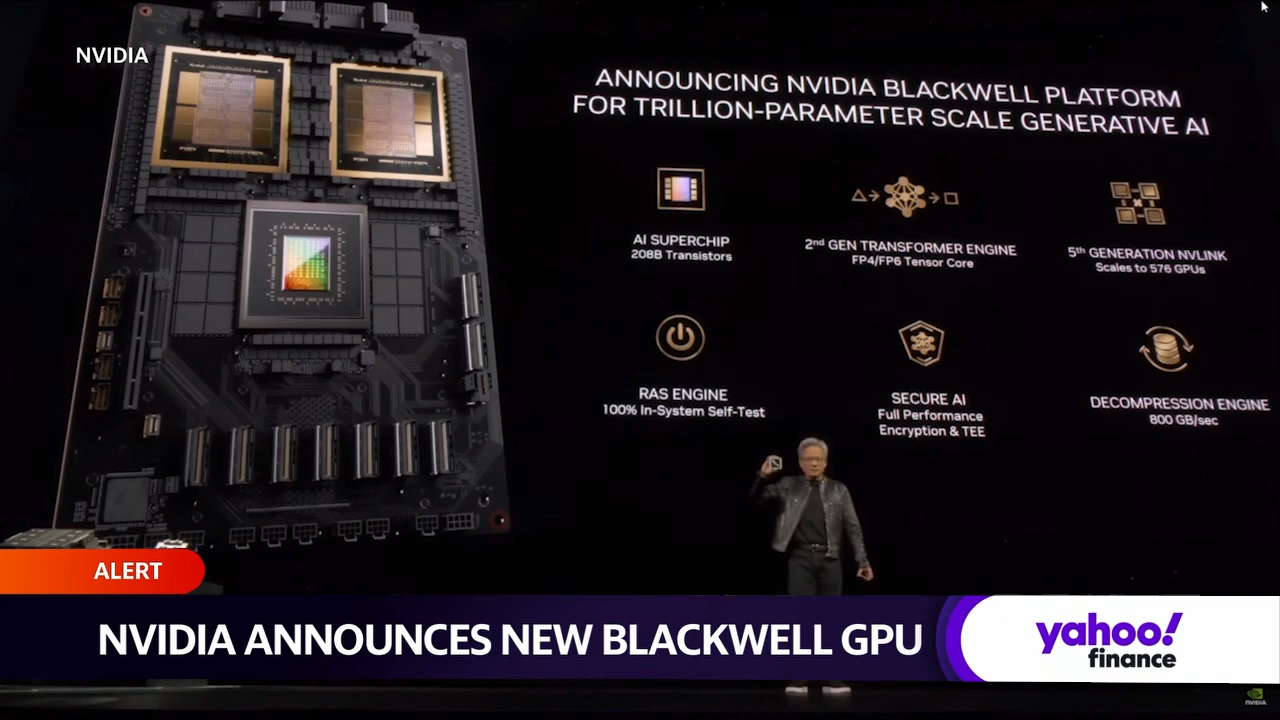 NVIDIA
ANNOUNCING NVIDIA BLACKWELL PLATFORM
FOR TRILLION-PARAMETER SCALE GENERATIVE AI
AI SUPERCHIP
208B Transistors
2nd GEN TRANSFORMER ENGINE
FP4/FP6 Tensor Core
5th GENERATION NVLINK
Scales to 576 GPUs
RAS ENGINE
100% In-System Self-Test
SECURE AI
Full Performance
Encryption & TEE
DECOMPRESSION ENGINE
800 GB/sec
ALERT
NVIDIA ANNOUNCES NEW BLACKWELL GPU
yahoo!
finance
NVIDIA